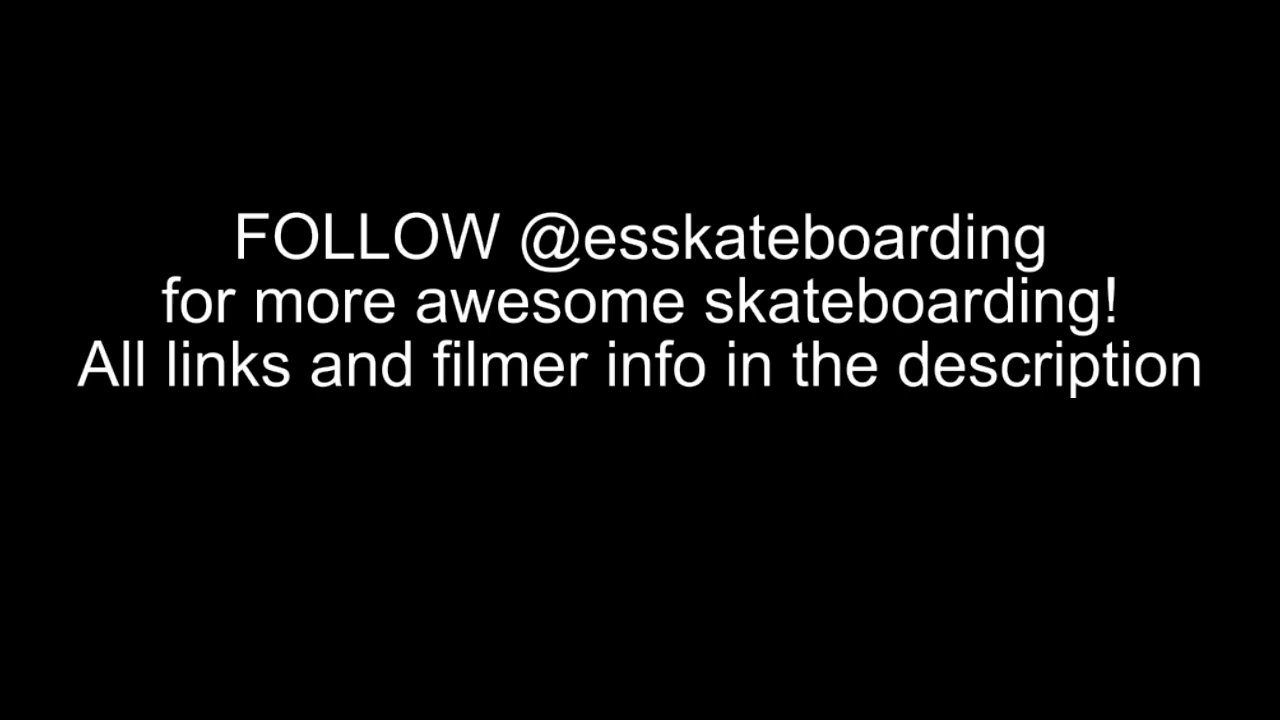 FOLLOW @esskateboarding
for more awesome skateboarding!
All links and filmer info in the description